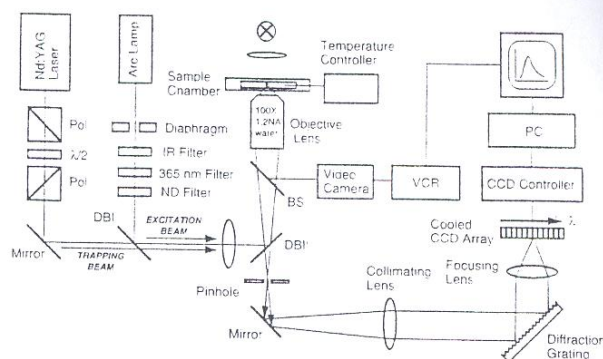 Nd:YAG
Laser
Arc Lamp
Sample
Chamber
Temperature
Controller
100X
1.2NA
water
Objective
Lens
Pol
λ/2
Pol
Diaphragm
IR Filter
365 nm Filter
ND Filter
BS
Video
Camera
VCR
PC
CCD Controller
Cooled
CCD Array
λ
Focusing
Lens
DBI
EXCITATION
BEAM
TRAPPING
BEAM
Mirror
DBI'
Pinhole
Mirror
Collimating
Lens
Diffraction
Grating